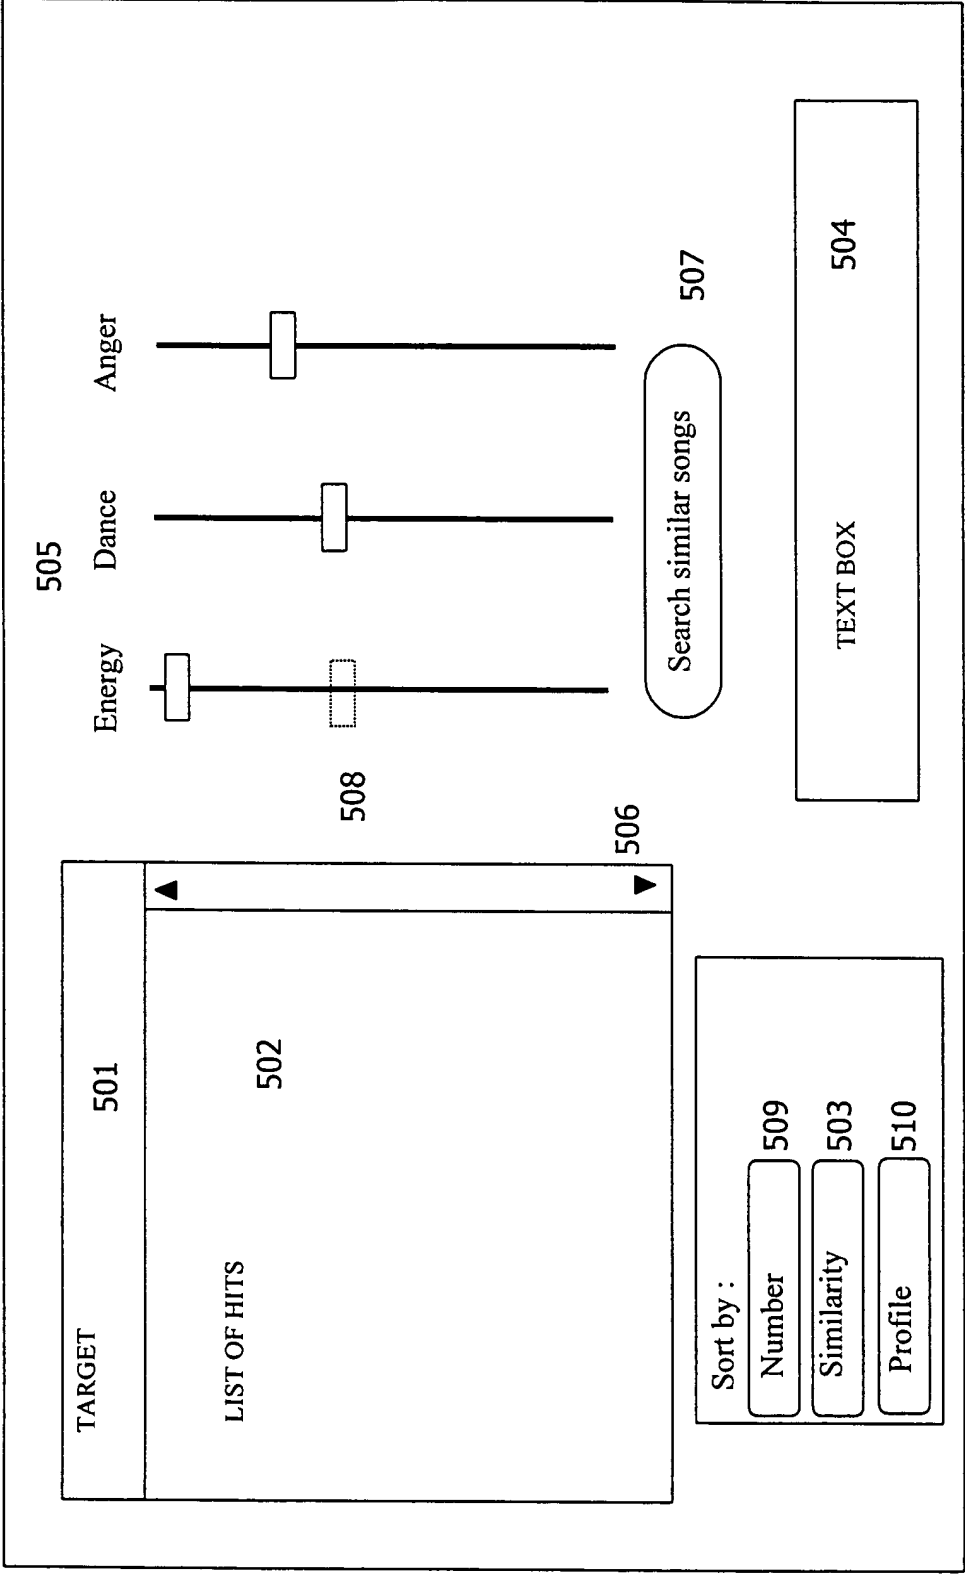 TARGET
501
LIST OF HITS
502
506
Sort by :
Number
509
Similarity
503
Profile
510
505
Energy
Dance
Anger
508
Search similar songs
507
TEXT BOX
504